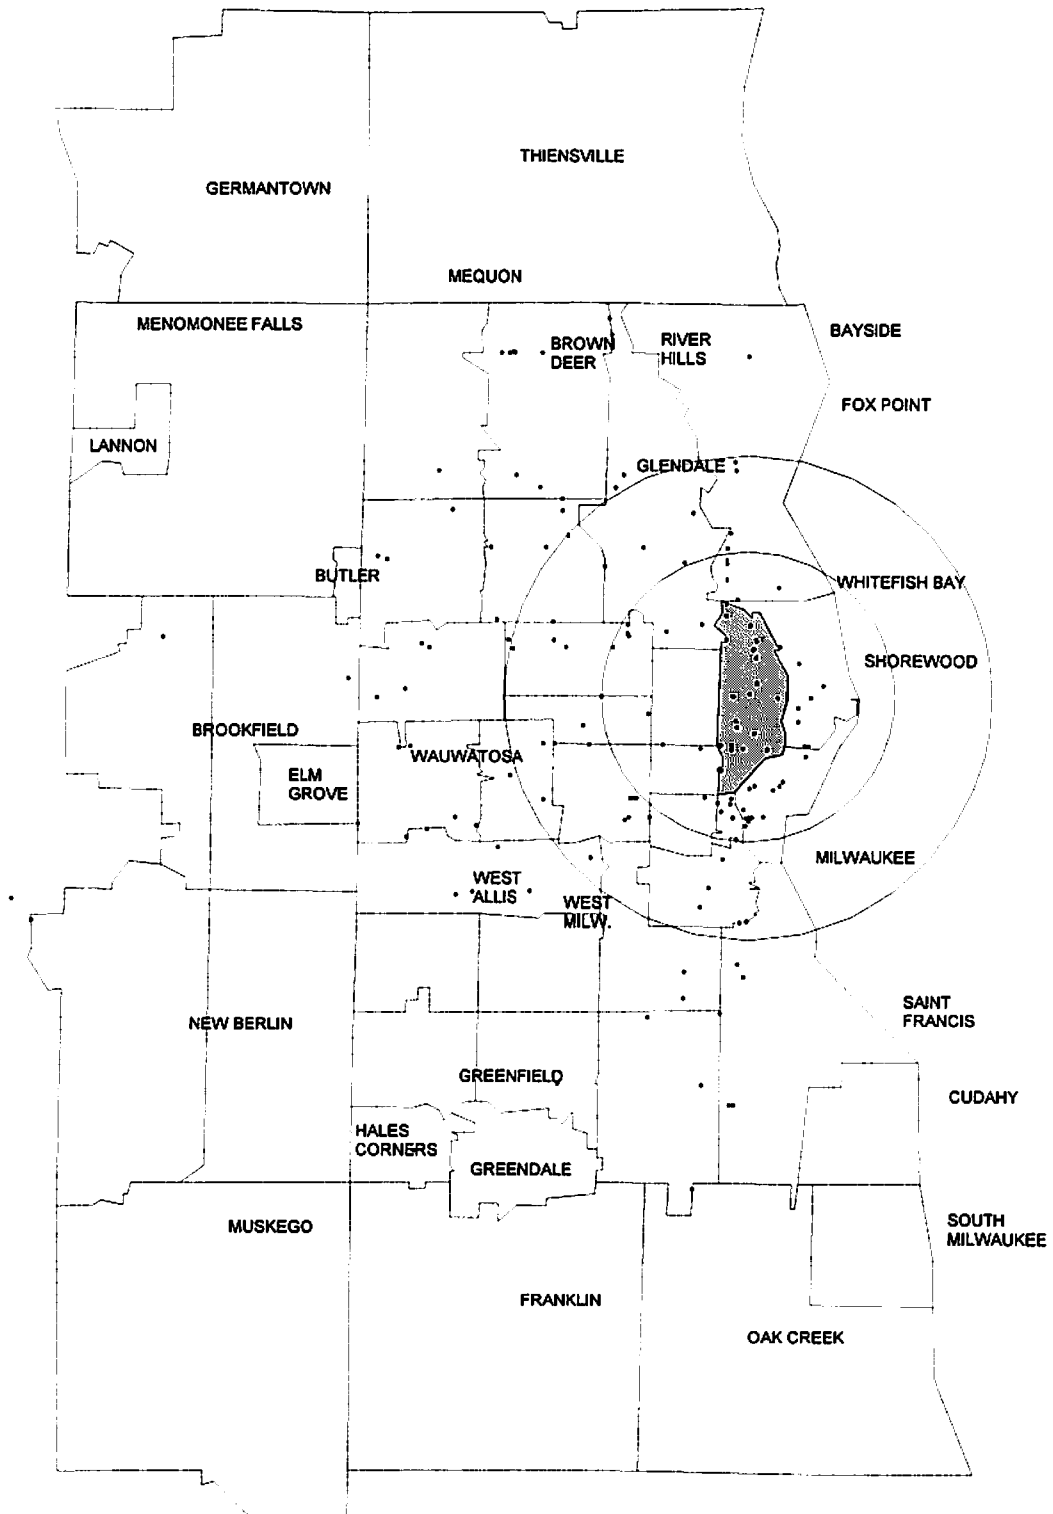 THIENSVILLE
GERMANTOWN
MEQUON
MENOMONEE FALLS
BAYSIDE
BROWN
DEER
RIVER
HILLS
FOX POINT
LANNON
GLENDALE
BUTLER
WHITEFISH BAY
SHOREWOOD
BROOKFIELD
WAUWATOSA
ELM
GROVE
MILWAUKEE
WEST
ALLIS
WEST
MILW.
SAINT
FRANCIS
NEW BERLIN
GREENFIELD
CUDAHY
HALES
CORNERS
GREENDALE
MUSKEGO
SOUTH
MILWAUKEE
FRANKLIN
OAK CREEK